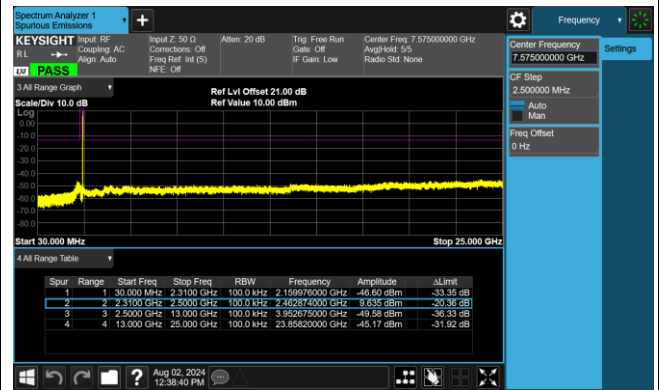 Spectrum Analyzer 1
Spurious Emissions
Frequency
KEYSIGHT
RL
Input: RF
Coupling: AC
Align: Auto
Input Z: 50 Ω
Corrections: Off
Freq Ref: Int (S)
NFE: Off
Atten: 20 dB
Trig: Free Run
Gate: Off
IF Gain: Low
Center Freq: 7.575000000 GHz
Avg|Hold: 5/5
Radio Std: None
LXI PASS
Center Frequency
7.575000000 GHz
Settings
CF Step
2.500000 MHz
Auto
Man
Freq Offset
0 Hz
3 All Range Graph
Scale/Div 10.0 dB
Ref Lvl Offset 21.00 dB
Ref Value 10.00 dBm
Log
0.00
-10.0
-20.0
-30.0
-40.0
-50.0
-60.0
-70.0
-80.0
Start 30.000 MHz Stop 25.000 GHz
4 All Range Table
Spur Range Start Freq Stop Freq RBW Frequency Amplitude ΔLimit
1 1 30.000 MHz 2.3100 GHz 100.0 kHz 2.159976000 GHz -46.60 dBm -33.35 dB
2 2 2.3100 GHz 2.5000 GHz 100.0 kHz 2.462874000 GHz 9.635 dBm -20.36 dB
3 3 2.5000 GHz 13.000 GHz 100.0 kHz 3.952675000 GHz -49.58 dBm -36.33 dB
4 4 13.000 GHz 25.000 GHz 100.0 kHz 23.85820000 GHz -45.17 dBm -31.92 dB
Aug 02, 2024
12:38:40 PM